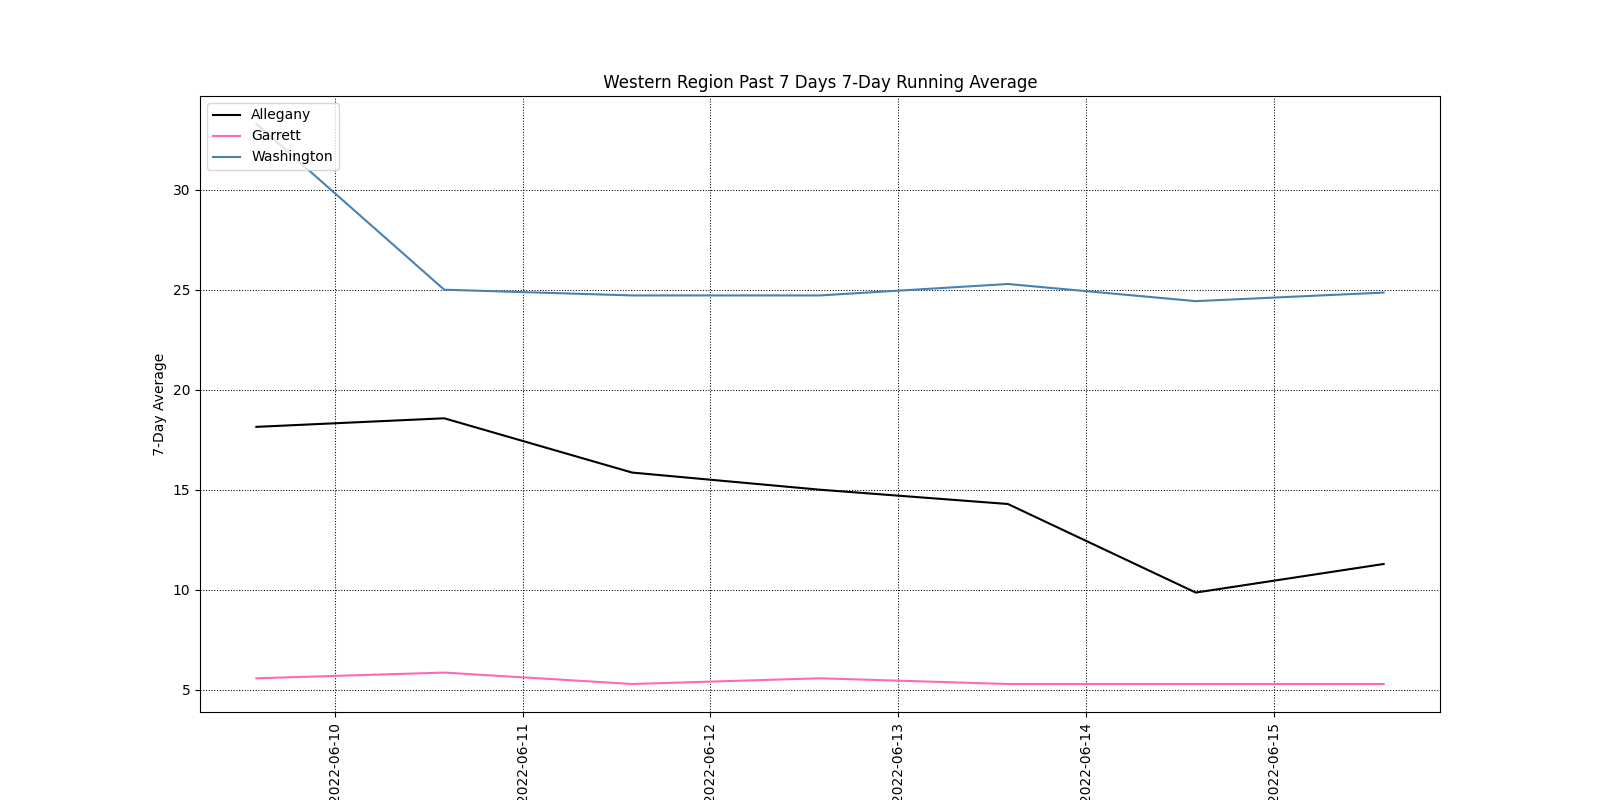 Western Region Past 7 Days 7-Day Running Average
Allegany
Garrett
Washington
30
25
20
15
10
5
7-Day Average
2022-06-10
2022-06-11
2022-06-12
2022-06-13
2022-06-14
2022-06-15